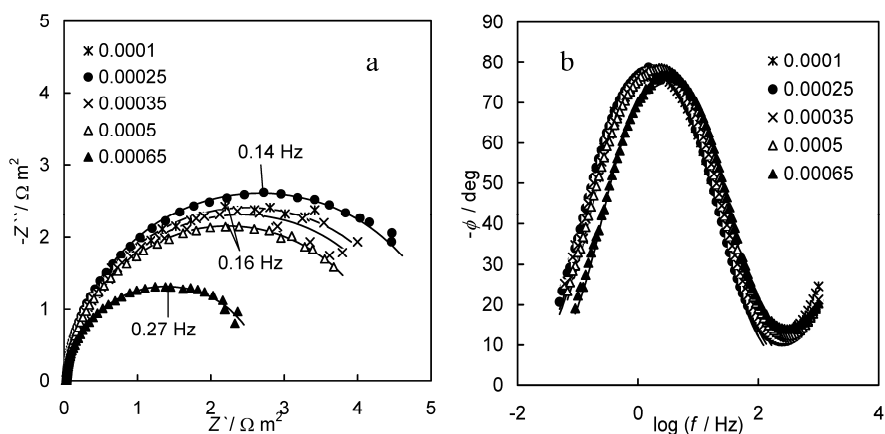 5
4
3
2
1
0
-Z`` / Ω m²
0.0001
0.00025
0.00035
0.0005
0.00065
a
0.14 Hz
0.16 Hz
0.27 Hz
0 1 2 3 4 5
Z` / Ω m²
90
80
70
60
50
40
30
20
10
0
-ϕ / deg
b
0.0001
0.00025
0.00035
0.0005
0.00065
-2 0 2 4
log (f / Hz)